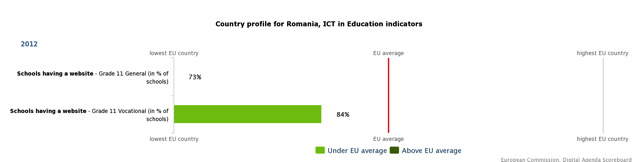 Country profile for Romania, ICT in Education indicators
2012
lowest EU country EU average highest EU country
Schools having a website - Grade 11 General (in % of
schools)
73%
Schools having a website - Grade 11 Vocational (in % of
schools)
84%
lowest EU country EU average highest EU country
Under EU average Above EU average
European Commission, Digital Agenda Scoreboard